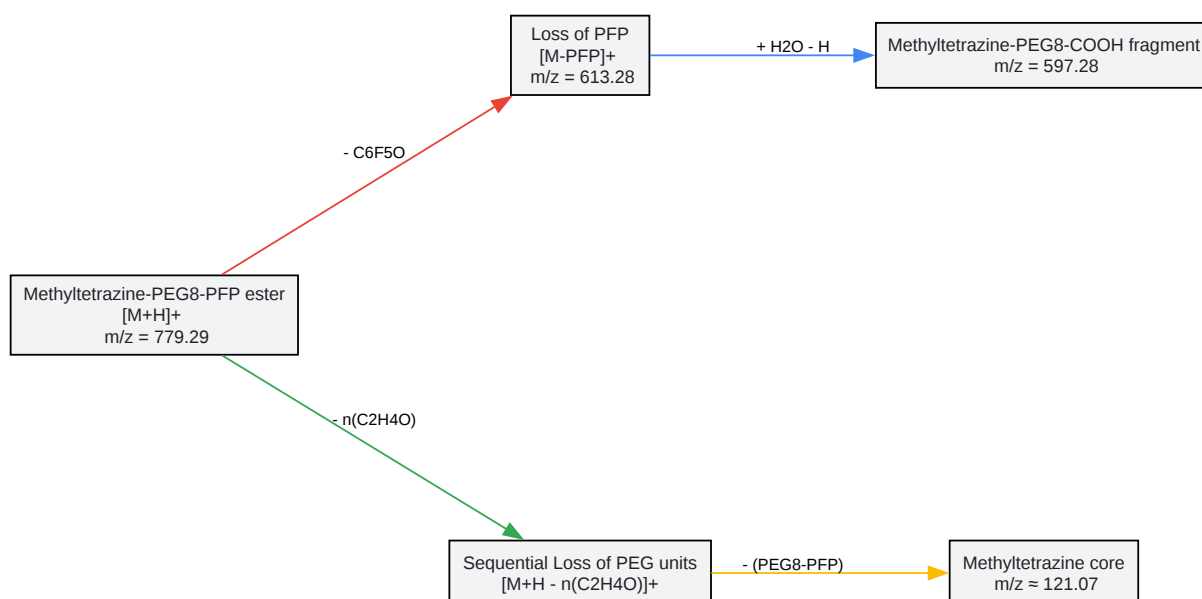 Loss of PFP
[M-PFP]+
m/z = 613.28
+ H2O - H
Methyltetrazine-PEG8-COOH fragment
m/z = 597.28
- C6F5O
Methyltetrazine-PEG8-PFP ester
[M+H]+
m/z = 779.29
- n(C2H4O)
Sequential Loss of PEG units
[M+H - n(C2H4O)]+
- (PEG8-PFP)
Methyltetrazine core
m/z ≈ 121.07